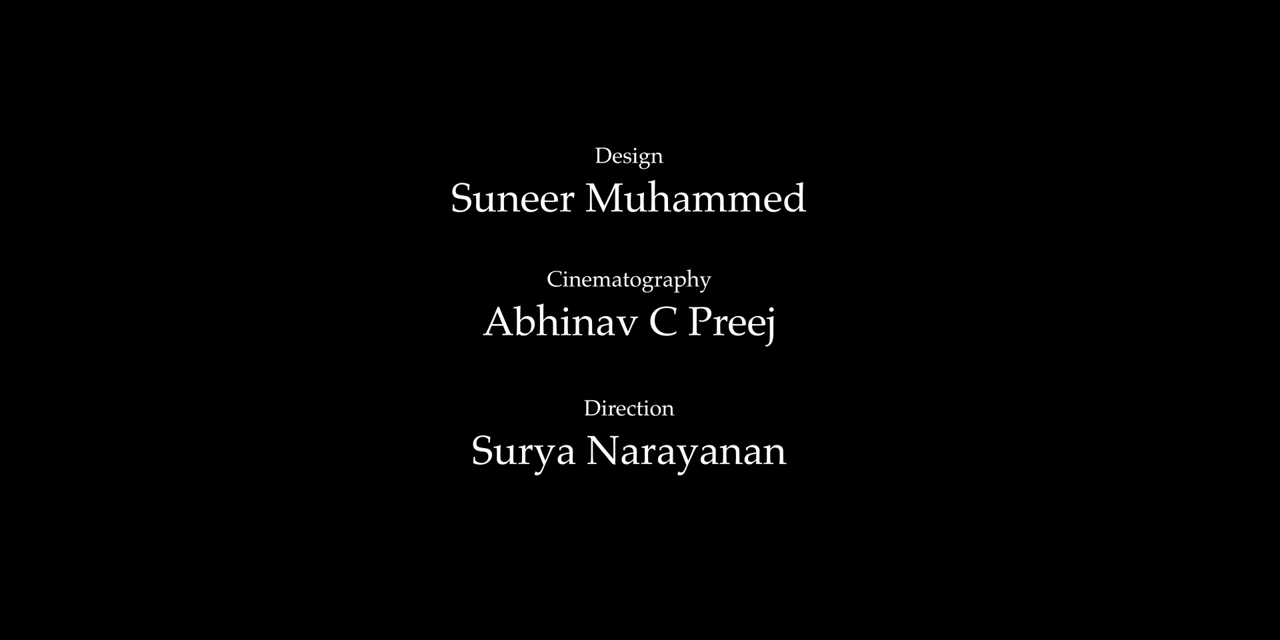 Design
Suneer Muhammed
Cinematography
Abhinav C Preej
Direction
Surya Narayanan